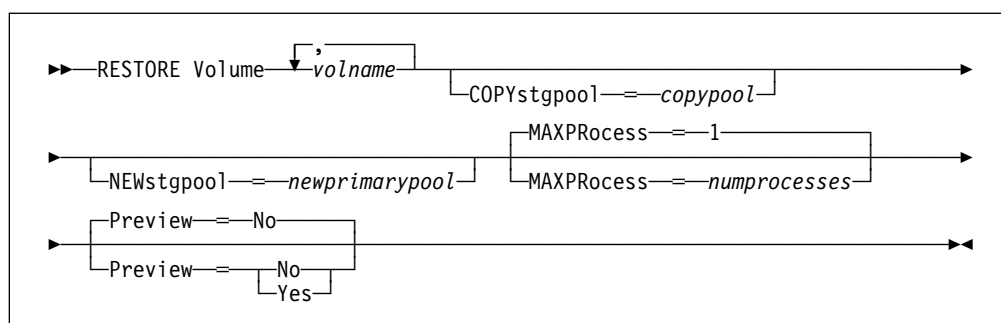 ,
RESTORE Volume volname
COPYstgpool = copypool
MAXPRocess = 1
NEWstgpool = newprimarypool MAXPRocess = numprocesses
Preview = No
Preview = No
Yes